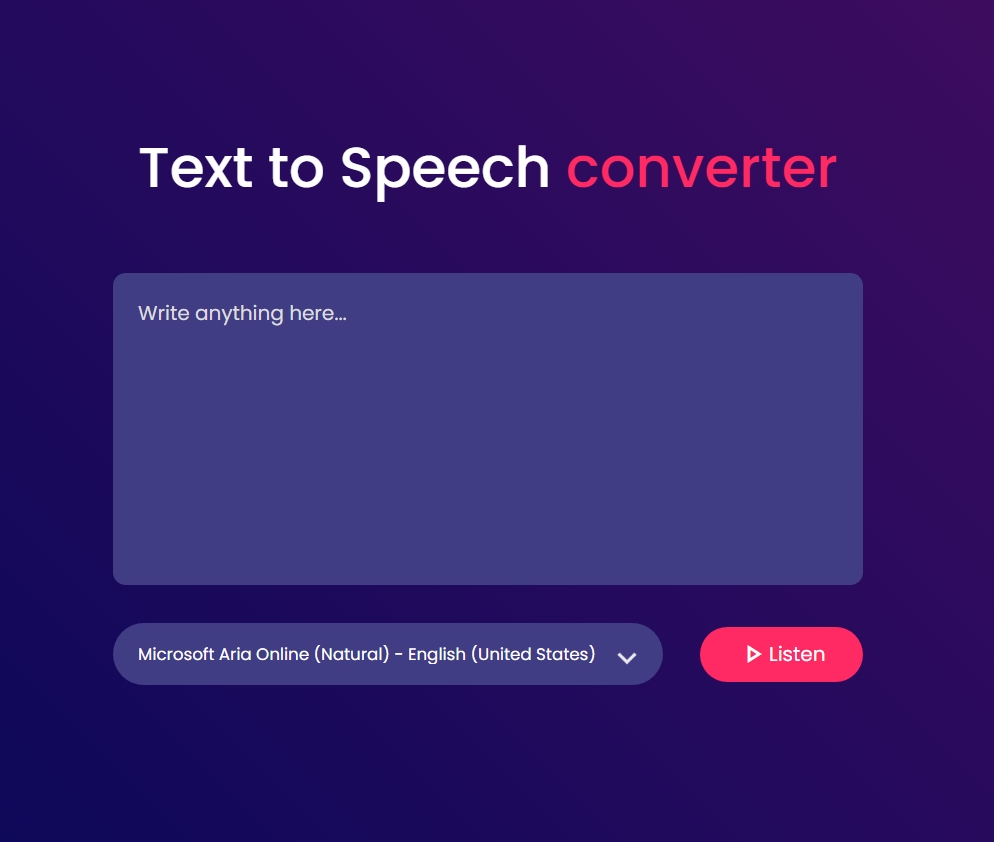 Text to Speech converter
Write anything here...
Microsoft Aria Online (Natural) - English (United States)
Listen